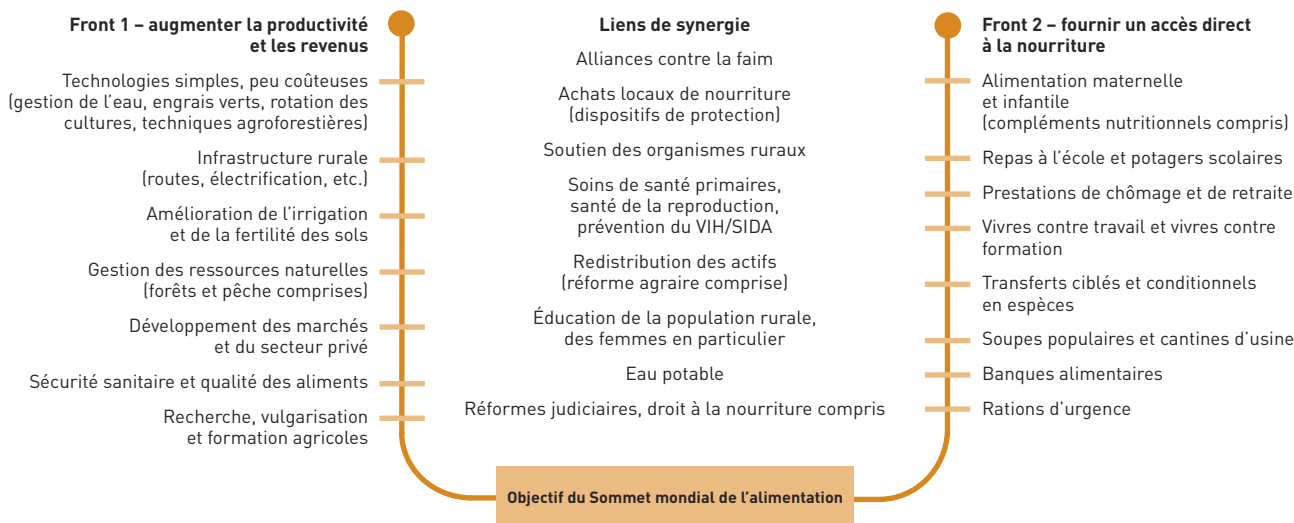 Front 1 – augmenter la productivité
et les revenus
Technologies simples, peu coûteuses
(gestion de l'eau, engrais verts, rotation des
cultures, techniques agroforestières)
Infrastructure rurale
(routes, électrification, etc.)
Amélioration de l'irrigation
et de la fertilité des sols
Gestion des ressources naturelles
(forêts et pêche comprises)
Développement des marchés
et du secteur privé
Sécurité sanitaire et qualité des aliments
Recherche, vulgarisation
et formation agricoles
Liens de synergie
Alliances contre la faim
Achats locaux de nourriture
(dispositifs de protection)
Soutien des organismes ruraux
Soins de santé primaires,
santé de la reproduction,
prévention du VIH/SIDA
Redistribution des actifs
(réforme agraire comprise)
Éducation de la population rurale,
des femmes en particulier
Eau potable
Réformes judiciaires, droit à la nourriture compris
Front 2 – fournir un accès direct
à la nourriture
Alimentation maternelle
et infantile
(compléments nutritionnels compris)
Repas à l'école et potagers scolaires
Prestations de chômage et de retraite
Vivres contre travail et vivres contre
formation
Transferts ciblés et conditionnels
en espèces
Soupes populaires et cantines d'usine
Banques alimentaires
Rations d'urgence
Objectif du Sommet mondial de l'alimentation